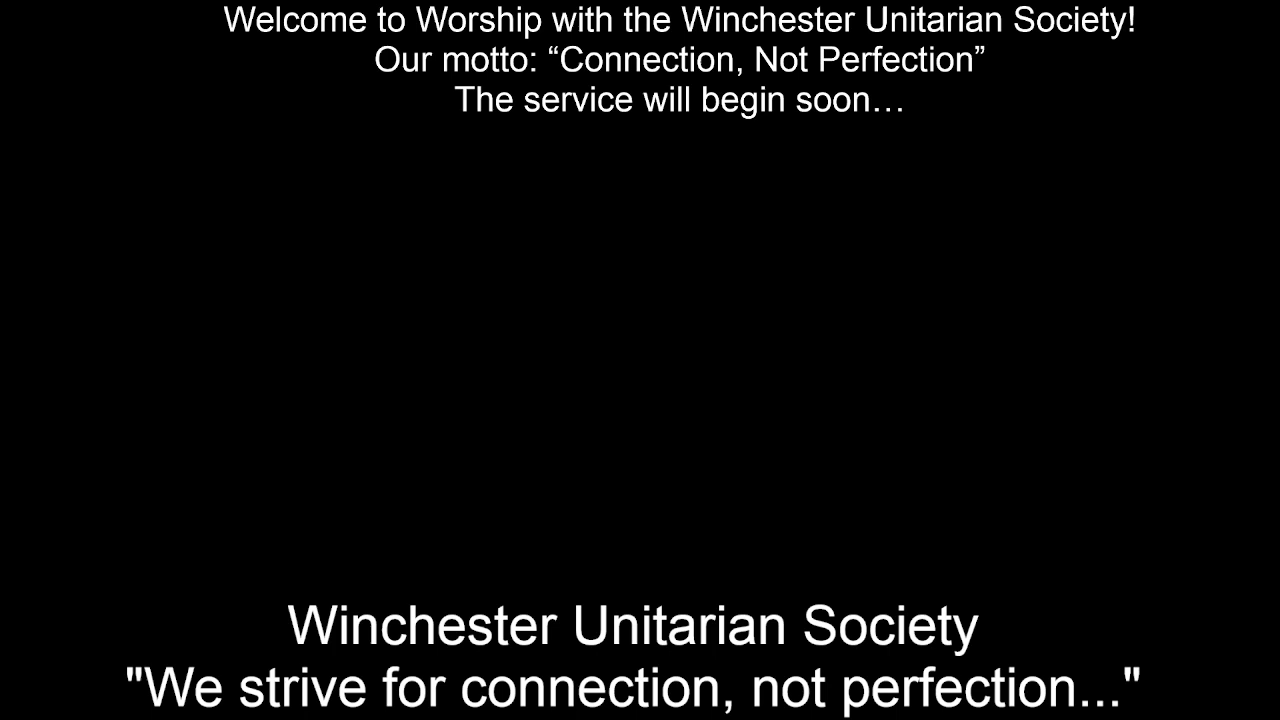 Welcome to Worship with the Winchester Unitarian Society!
Our motto: “Connection, Not Perfection”
The service will begin soon…
Winchester Unitarian Society
"We strive for connection, not perfection..."